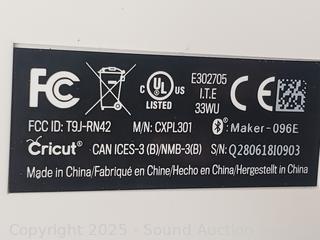 FC
C UL US
LISTED
E302705
I.T.E
33WU
CE
FCC ID: T9J-RN42
M/N: CXPL301
:Maker-096E
Cricut® CAN ICES-3 (B)/NMB-3(B) S/N: Q280618I0903
Made in China/Fabriqué en Chine/Hecho en China/Hergestellt in China
Copyright 2025 - Sound Auction